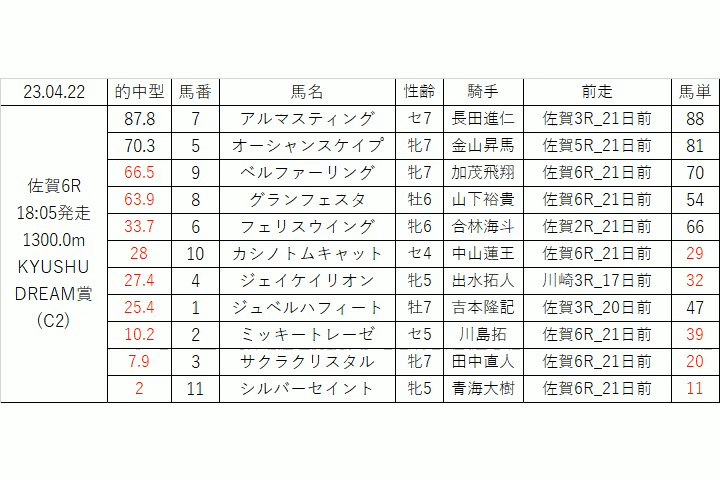 23.04.22 的中型 馬番 馬名 性齢 騎手 前走 馬単
佐賀6R
18:05発走
1300.0m
KYUSHU
DREAM賞
（C2）
87.8 7 アルマスティング セ7 長田進仁 佐賀3R_21日前 88
70.3 5 オーシャンスケイプ 牝7 金山昇馬 佐賀5R_21日前 81
66.5 9 ベルファーリング 牝7 加茂飛翔 佐賀6R_21日前 70
63.9 8 グランフェスタ 牡6 山下裕貴 佐賀6R_21日前 54
33.7 6 フェリスウイング 牝6 合林海斗 佐賀2R_21日前 66
28 10 カシノトムキャット セ4 中山蓮王 佐賀6R_21日前 29
27.4 4 ジェイケイリオン 牝5 出水拓人 川崎3R_17日前 32
25.4 1 ジュベルハフィート 牡7 吉本隆記 佐賀3R_20日前 47
10.2 2 ミッキートレーゼ セ5 川島拓 佐賀6R_21日前 39
7.9 3 サクラクリスタル 牝7 田中直人 佐賀6R_21日前 20
2 11 シルバーセイント 牝5 青海大樹 佐賀6R_21日前 11